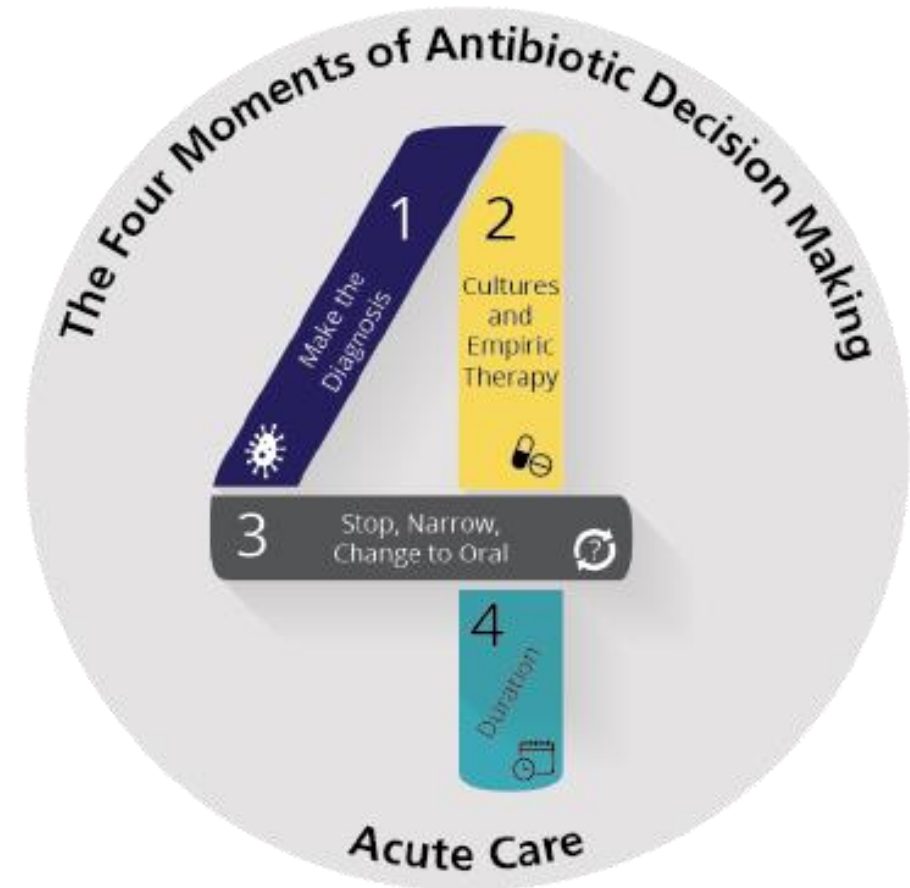 The Four Moments of Antibiotic Decision Making
1
Make the
Diagnosis
2
Cultures
and
Empiric
Therapy
3
Stop, Narrow,
Change to Oral
?
4
Duration
Acute Care